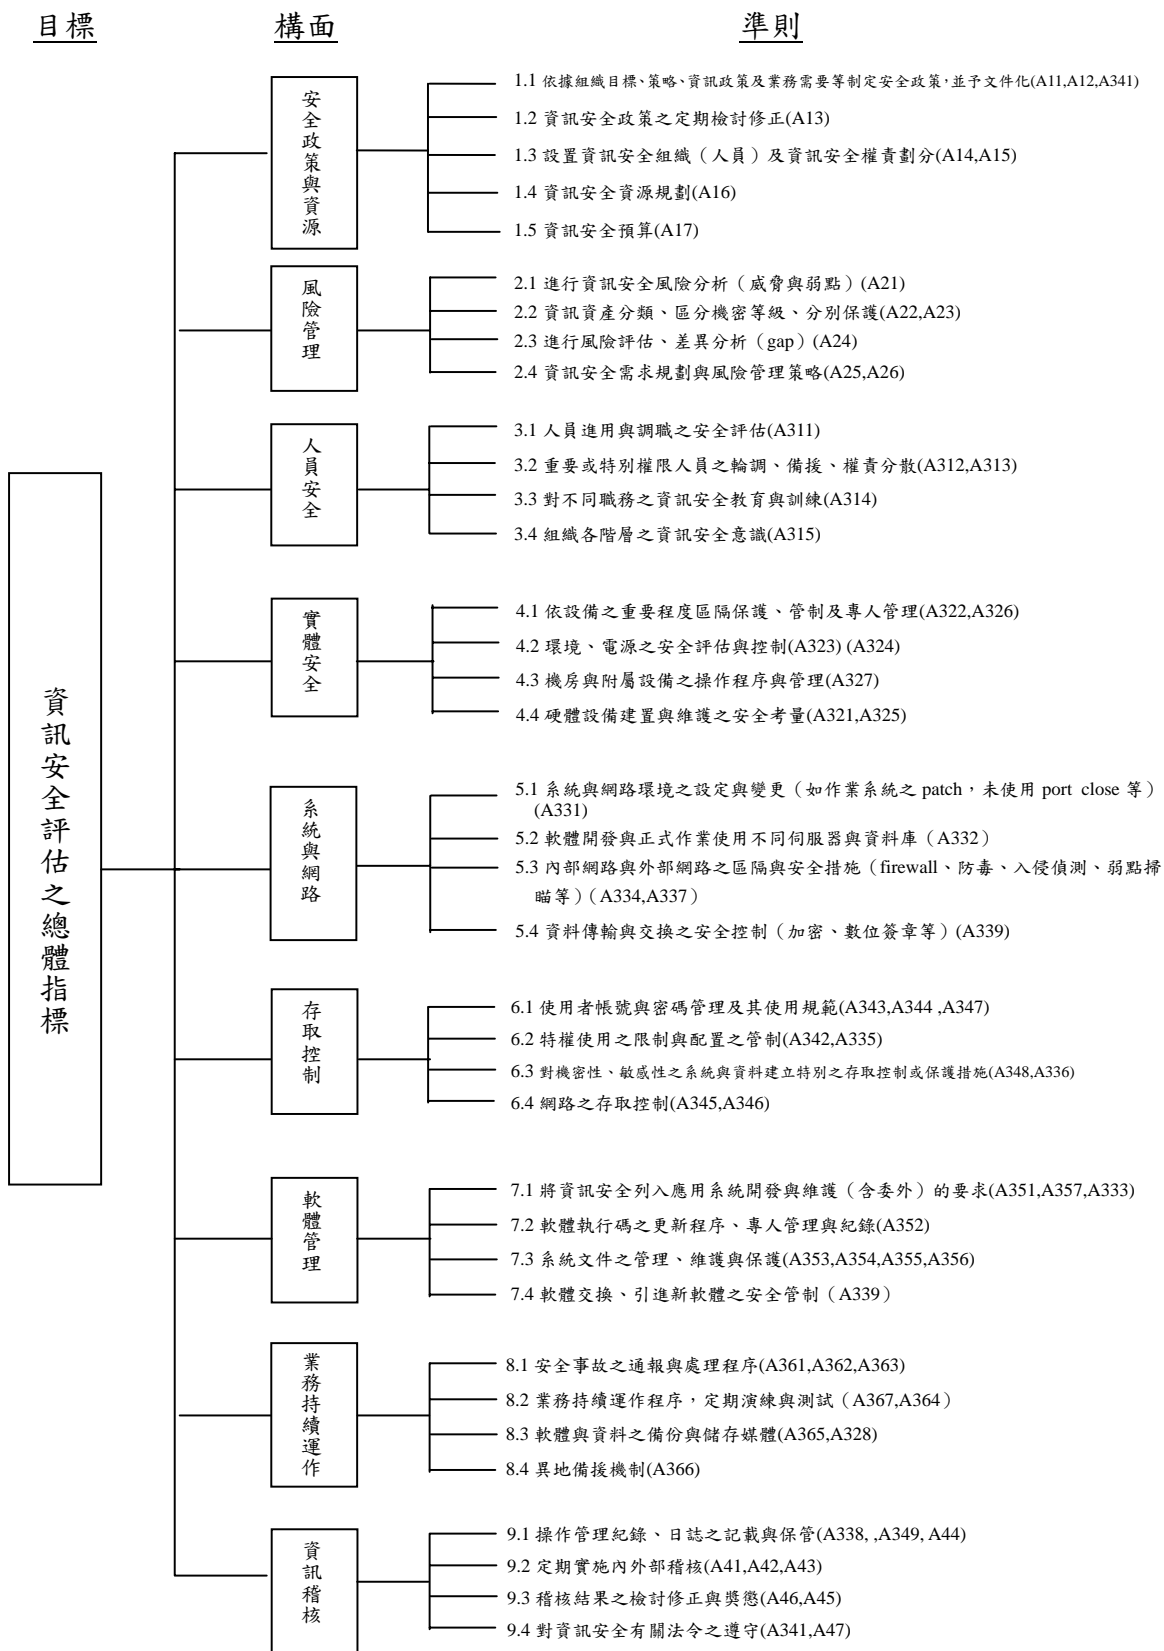 目標 構面 準則
資訊安全評估之總體指標
安全政策與資源
1.1 依據組織目標、策略、資訊政策及業務需要等制定安全政策，並予文件化(A11,A12,A341)
1.2 資訊安全政策之定期檢討修正(A13)
1.3 設置資訊安全組織（人員）及資訊安全權責劃分(A14,A15)
1.4 資訊安全資源規劃(A16)
1.5 資訊安全預算(A17)
風險管理
2.1 進行資訊安全風險分析（威脅與弱點）(A21)
2.2 資訊資產分類、區分機密等級、分別保護(A22,A23)
2.3 進行風險評估、差異分析（gap）(A24)
2.4 資訊安全需求規劃與風險管理策略(A25,A26)
人員安全
3.1 人員進用與調職之安全評估(A311)
3.2 重要或特別權限人員之輪調、備援、權責分散(A312,A313)
3.3 對不同職務之資訊安全教育與訓練(A314)
3.4 組織各階層之資訊安全意識(A315)
實體安全
4.1 依設備之重要程度區隔保護、管制及專人管理(A322,A326)
4.2 環境、電源之安全評估與控制(A323) (A324)
4.3 機房與附屬設備之操作程序與管理(A327)
4.4 硬體設備建置與維護之安全考量(A321,A325)
系統與網路
5.1 系統與網路環境之設定與變更（如作業系統之 patch，未使用 port close 等）
(A331)
5.2 軟體開發與正式作業使用不同伺服器與資料庫（A332）
5.3 內部網路與外部網路之區隔與安全措施（firewall、防毒、入侵偵測、弱點掃
瞄等）（A334,A337）
5.4 資料傳輸與交換之安全控制（加密、數位簽章等）(A339)
存取控制
6.1 使用者帳號與密碼管理及其使用規範(A343,A344 ,A347)
6.2 特權使用之限制與配置之管制(A342,A335)
6.3 對機密性、敏感性之系統與資料建立特別之存取控制或保護措施(A348,A336)
6.4 網路之存取控制(A345,A346)
軟體管理
7.1 將資訊安全列入應用系統開發與維護（含委外）的要求(A351,A357,A333)
7.2 軟體執行碼之更新程序、專人管理與紀錄(A352)
7.3 系統文件之管理、維護與保護(A353,A354,A355,A356)
7.4 軟體交換、引進新軟體之安全管制（A339）
業務持續運作
8.1 安全事故之通報與處理程序(A361,A362,A363)
8.2 業務持續運作程序，定期演練與測試（A367,A364）
8.3 軟體與資料之備份與儲存媒體(A365,A328)
8.4 異地備援機制(A366)
資訊稽核
9.1 操作管理紀錄、日誌之記載與保管(A338, ,A349, A44)
9.2 定期實施內外部稽核(A41,A42,A43)
9.3 稽核結果之檢討修正與獎懲(A46,A45)
9.4 對資訊安全有關法令之遵守(A341,A47)